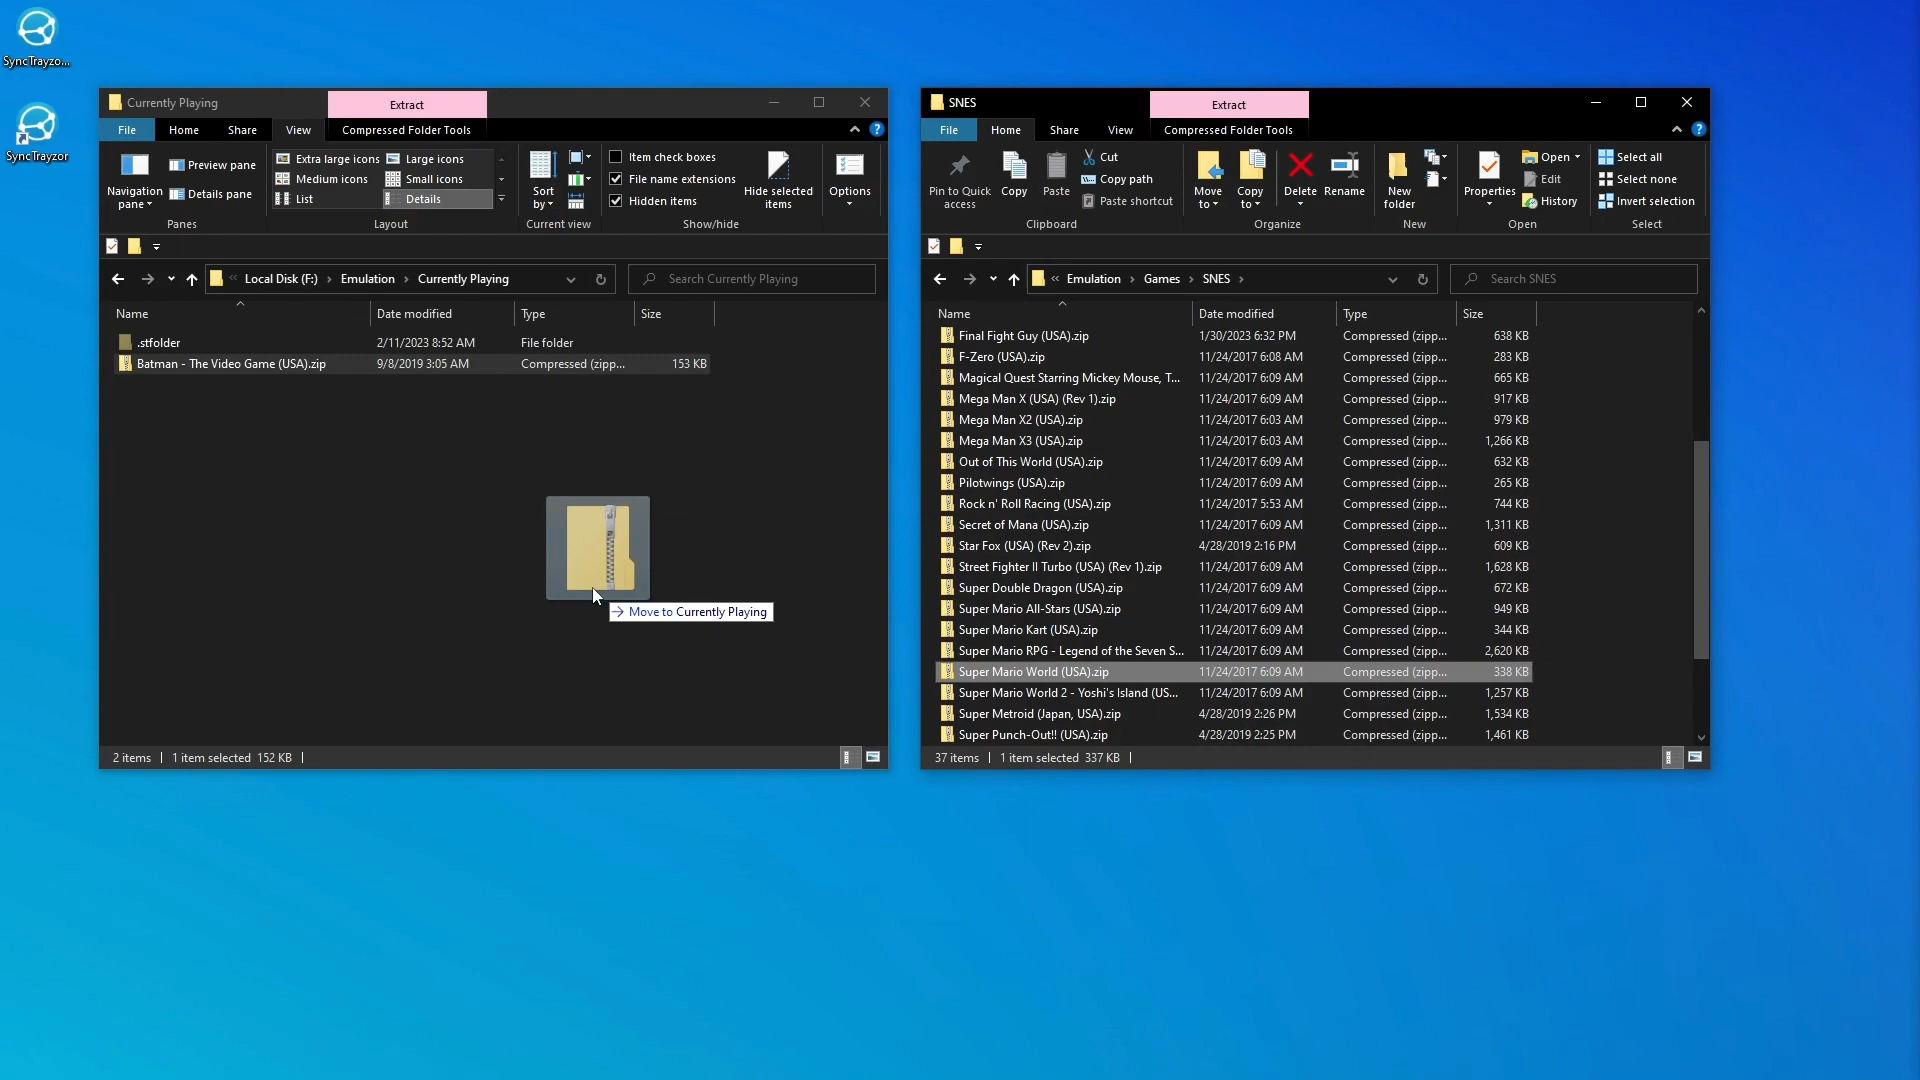 SyncTrayzo...
SyncTrayzor
Currently Playing
Extract
File
Home
Share
View
Compressed Folder Tools
Navigation pane
Preview pane
Details pane
Panes
Extra large icons
Large icons
Medium icons
Small icons
List
Details
Layout
Sort by
Current view
Item check boxes
File name extensions
Hidden items
Hide selected items
Show/hide
Options
Local Disk (F:) > Emulation > Currently Playing
Search Currently Playing
Name Date modified Type Size
.stfolder 2/11/2023 8:52 AM File folder
Batman - The Video Game (USA).zip 9/8/2019 3:05 AM Compressed (zipp... 153 KB
→ Move to Currently Playing
2 items 1 item selected 152 KB
SNES
Extract
File
Home
Share
View
Compressed Folder Tools
Pin to Quick access
Copy
Paste
Cut
Copy path
Paste shortcut
Clipboard
Move to
Copy to
Delete
Rename
Organize
New folder
New
Properties
Open
Edit
History
Open
Select all
Select none
Invert selection
Select
Emulation > Games > SNES >
Search SNES
Name Date modified Type Size
Final Fight Guy (USA).zip 1/30/2023 6:32 PM Compressed (zipp... 638 KB
F-Zero (USA).zip 11/24/2017 6:08 AM Compressed (zipp... 283 KB
Magical Quest Starring Mickey Mouse, T... 11/24/2017 6:09 AM Compressed (zipp... 665 KB
Mega Man X (USA) (Rev 1).zip 11/24/2017 6:09 AM Compressed (zipp... 917 KB
Mega Man X2 (USA).zip 11/24/2017 6:03 AM Compressed (zipp... 979 KB
Mega Man X3 (USA).zip 11/24/2017 6:03 AM Compressed (zipp... 1,266 KB
Out of This World (USA).zip 11/24/2017 6:09 AM Compressed (zipp... 632 KB
Pilotwings (USA).zip 11/24/2017 6:09 AM Compressed (zipp... 265 KB
Rock n' Roll Racing (USA).zip 11/24/2017 5:53 AM Compressed (zipp... 744 KB
Secret of Mana (USA).zip 11/24/2017 6:09 AM Compressed (zipp... 1,311 KB
Star Fox (USA) (Rev 2).zip 4/28/2019 2:16 PM Compressed (zipp... 609 KB
Street Fighter II Turbo (USA) (Rev 1).zip 11/24/2017 6:09 AM Compressed (zipp... 1,628 KB
Super Double Dragon (USA).zip 11/24/2017 6:09 AM Compressed (zipp... 672 KB
Super Mario All-Stars (USA).zip 11/24/2017 6:09 AM Compressed (zipp... 949 KB
Super Mario Kart (USA).zip 11/24/2017 6:09 AM Compressed (zipp... 344 KB
Super Mario RPG - Legend of the Seven S... 11/24/2017 6:09 AM Compressed (zipp... 2,620 KB
Super Mario World (USA).zip 11/24/2017 6:09 AM Compressed (zipp... 338 KB
Super Mario World 2 - Yoshi's Island (US... 11/24/2017 6:09 AM Compressed (zipp... 1,257 KB
Super Metroid (Japan, USA).zip 4/28/2019 2:26 PM Compressed (zipp... 1,534 KB
Super Punch-Out!! (USA).zip 4/28/2019 2:25 PM Compressed (zipp... 1,461 KB
37 items 1 item selected 337 KB